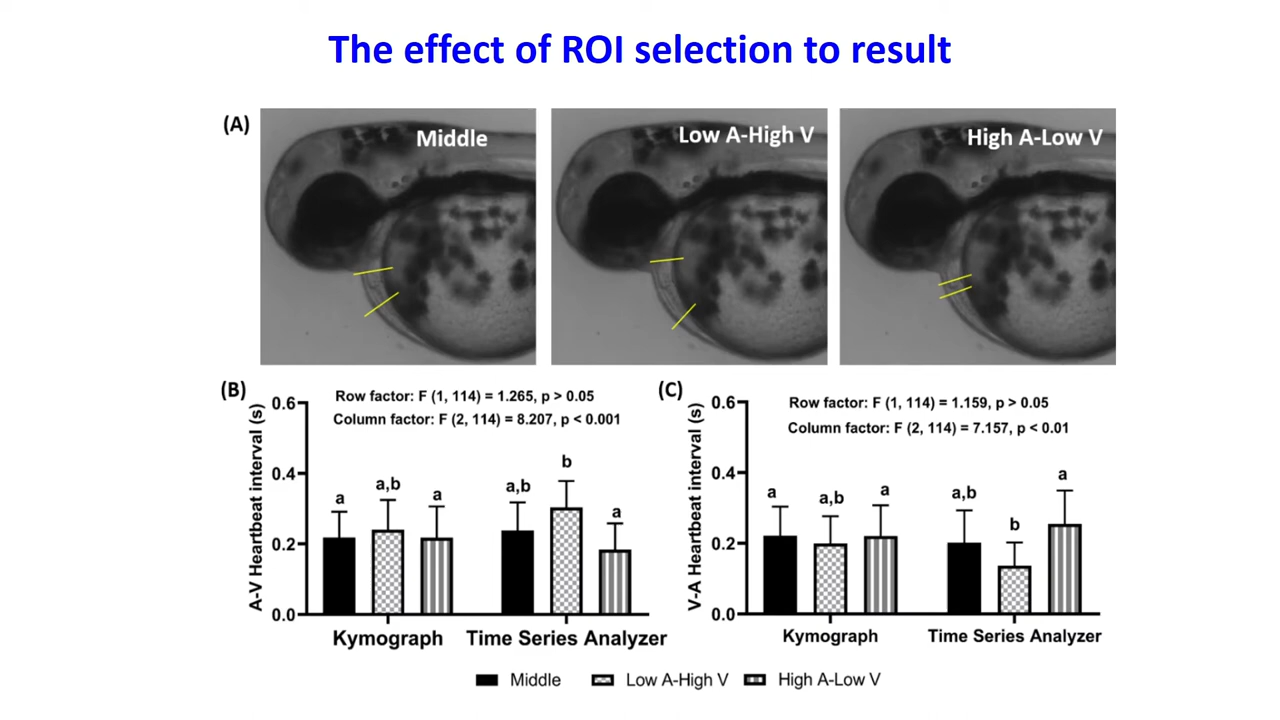 The effect of ROI selection to result
(A)
Middle
Low A-High V
High A-Low V
(B)
Row factor: F (1, 114) = 1.265, p > 0.05
Column factor: F (2, 114) = 8.207, p < 0.001
A-V Heartbeat interval (s)
0.6
0.4
0.2
0.0
a
a,b
a
a,b
b
a
Kymograph
Time Series Analyzer
(C)
Row factor: F (1, 114) = 1.159, p > 0.05
Column factor: F (2, 114) = 7.157, p < 0.01
V-A Heartbeat interval (s)
0.6
0.4
0.2
0.0
a
a,b
a
a,b
b
a
Kymograph
Time Series Analyzer
Middle
Low A-High V
High A-Low V